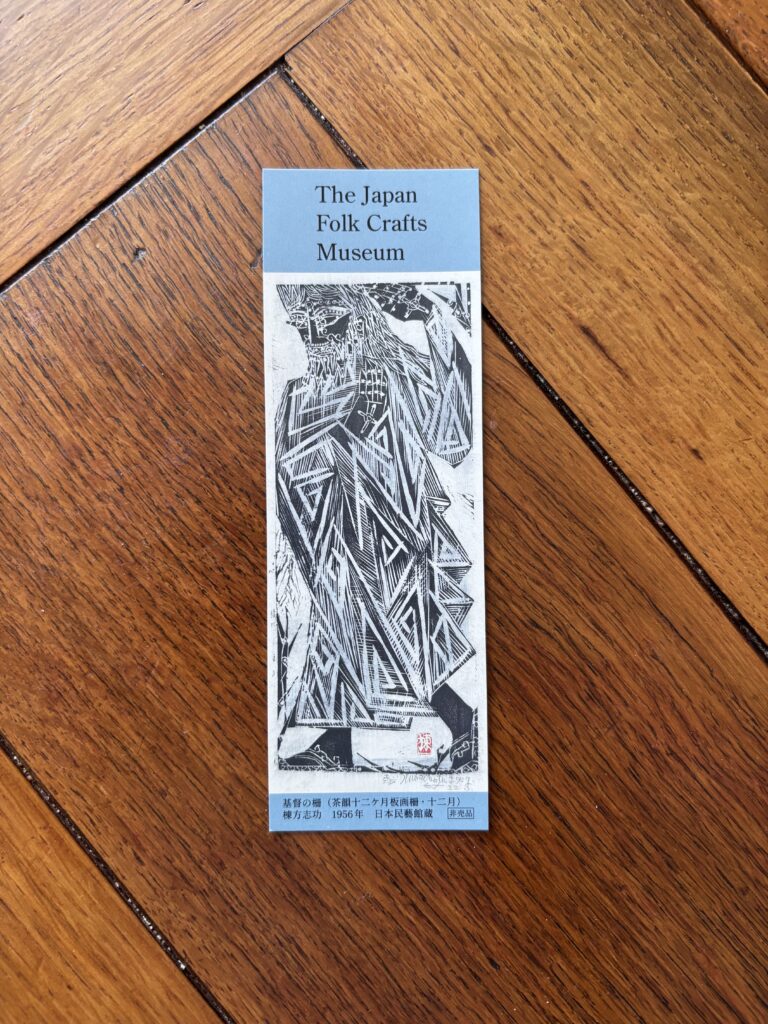 The Japan
Folk Crafts
Museum
棟
基督の柵（茶韻十二ケ月板画柵・十二月）
棟方志功　1956年　日本民藝館蔵　非売品